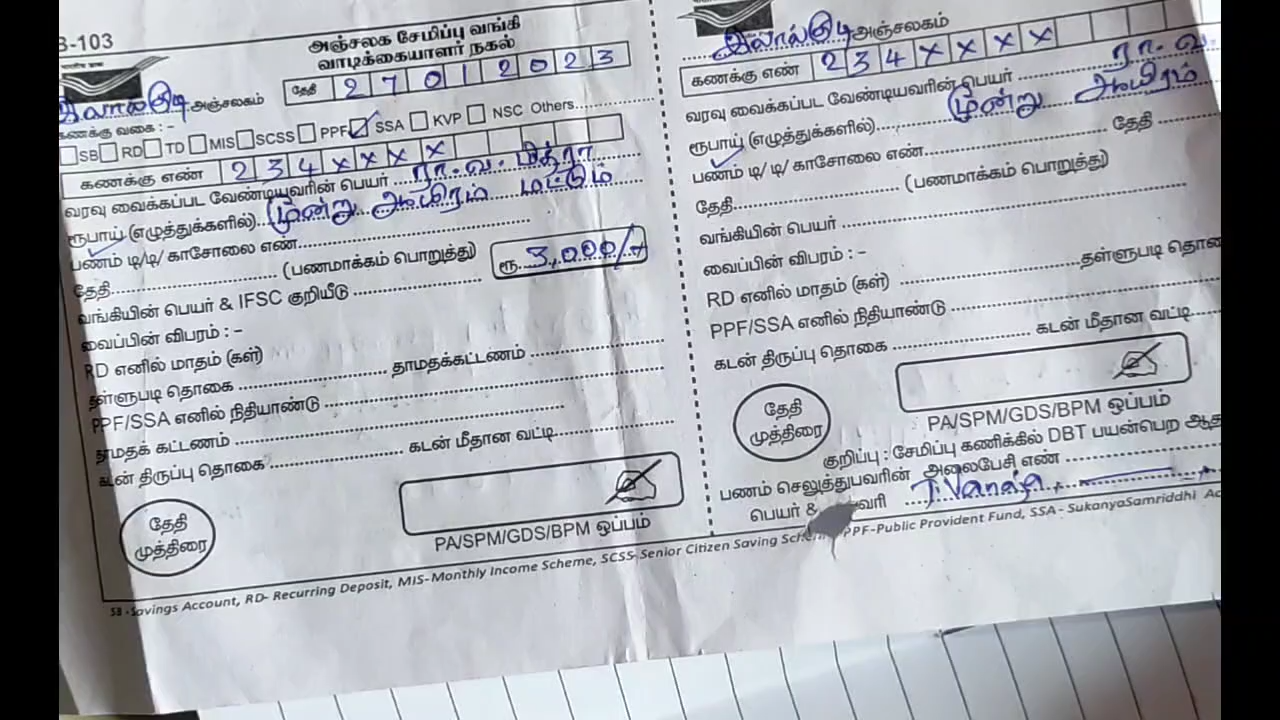 B-103
அஞ்சலக சேமிப்பு வங்கி
வாடிக்கையாளர் நகல்
தேதி 2 7 0 1 2 0 2 3
அஞ்சலகம்
கணக்கு வகை : -
SB RD TD MIS SCSS PPF SSA KVP NSC Others
கணக்கு எண் 2 3 4 x x x x
வரவு வைக்கப்பட வேண்டியவரின் பெயர் ரா. வ. மித்ரா
ரூபாய் (எழுத்துக்களில்) மூன்று ஆயிரம் மட்டும்
பணம் டி/டி/ காசோலை எண்
தேதி (பணமாக்கம் பொறுத்து) ரூ. 3,000/-
வங்கியின் பெயர் & IFSC குறியீடு
வைப்பின் விபரம் : -
RD எனில் மாதம் (கள்)
தள்ளுபடி தொகை தாமதக்கட்டணம்
PPF/SSA எனில் நிதியாண்டு
தாமதக் கட்டணம்
கடன் திருப்பு தொகை கடன் மீதான வட்டி
தேதி
முத்திரை
PA/SPM/GDS/BPM ஒப்பம்
அஞ்சலகம்
கணக்கு எண் 2 3 4 x x x x
வரவு வைக்கப்பட வேண்டியவரின் பெயர் ரா. வ.
ரூபாய் (எழுத்துக்களில்) மூன்று ஆயிரம்
பணம் டி/டி/ காசோலை எண் தேதி
தேதி (பணமாக்கம் பொறுத்து)
வங்கியின் பெயர்
வைப்பின் விபரம் : -
RD எனில் மாதம் (கள்) தள்ளுபடி தொ
PPF/SSA எனில் நிதியாண்டு
கடன் திருப்பு தொகை கடன் மீதான வட்டி
தேதி
முத்திரை
PA/SPM/GDS/BPM ஒப்பம்
குறிப்பு : சேமிப்பு கணிக்கில் DBT பயன்பெற ஆத
பணம் செலுத்துபவரின் அலைபேசி எண்
பெயர் & வரி T. Vanaja
SB -Savings Account, RD- Recurring Deposit, MIS-Monthly Income Scheme, SCSS-Senior Citizen Saving Sche PPF-Public Provident Fund, SSA - SukanyaSamriddhi Ac